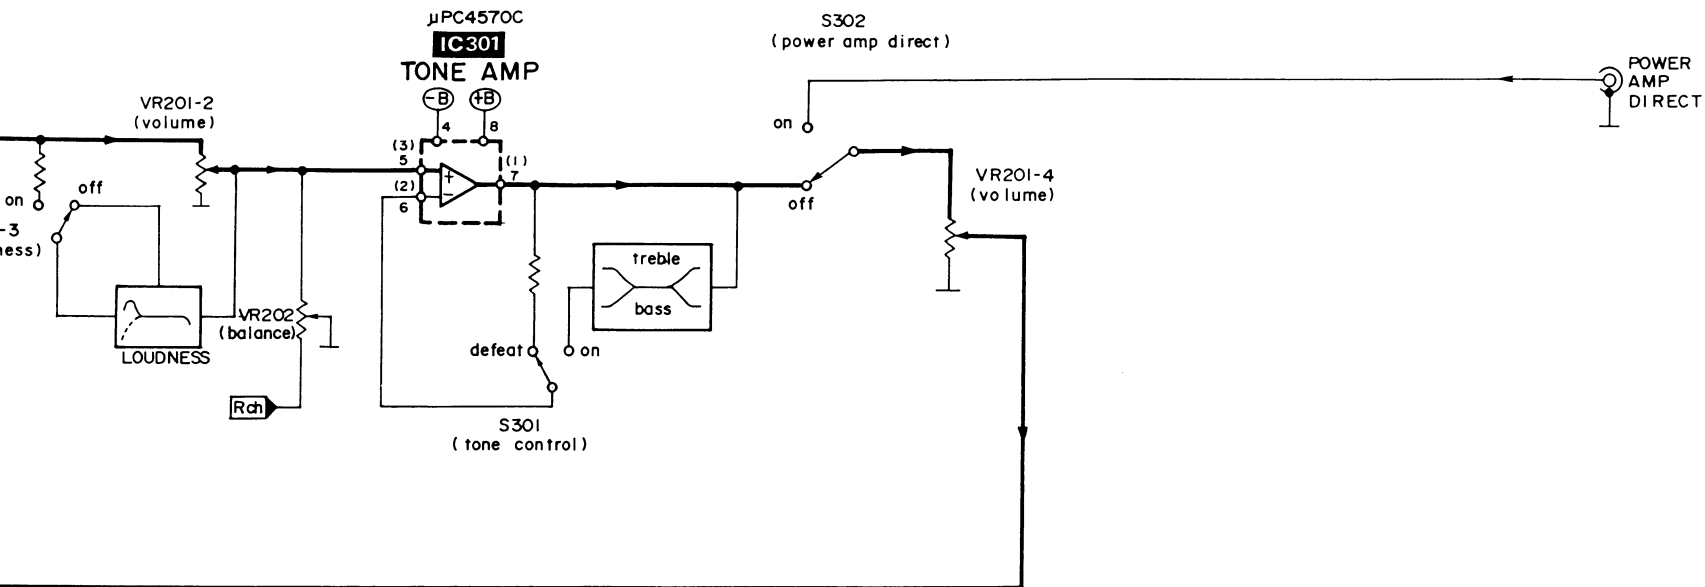 μPC4570C
IC301
TONE AMP
-B
+B
4
8
VR201-2
(volume)
(3)
5
(2)
6
+
-
(1)
7
S302
(power amp direct)
on
off
POWER
AMP
DIRECT
VR201-4
(volume)
off
on
-3
ness)
LOUDNESS
VR202
(balance)
Rch
treble
bass
defeat
on
S301
(tone control)